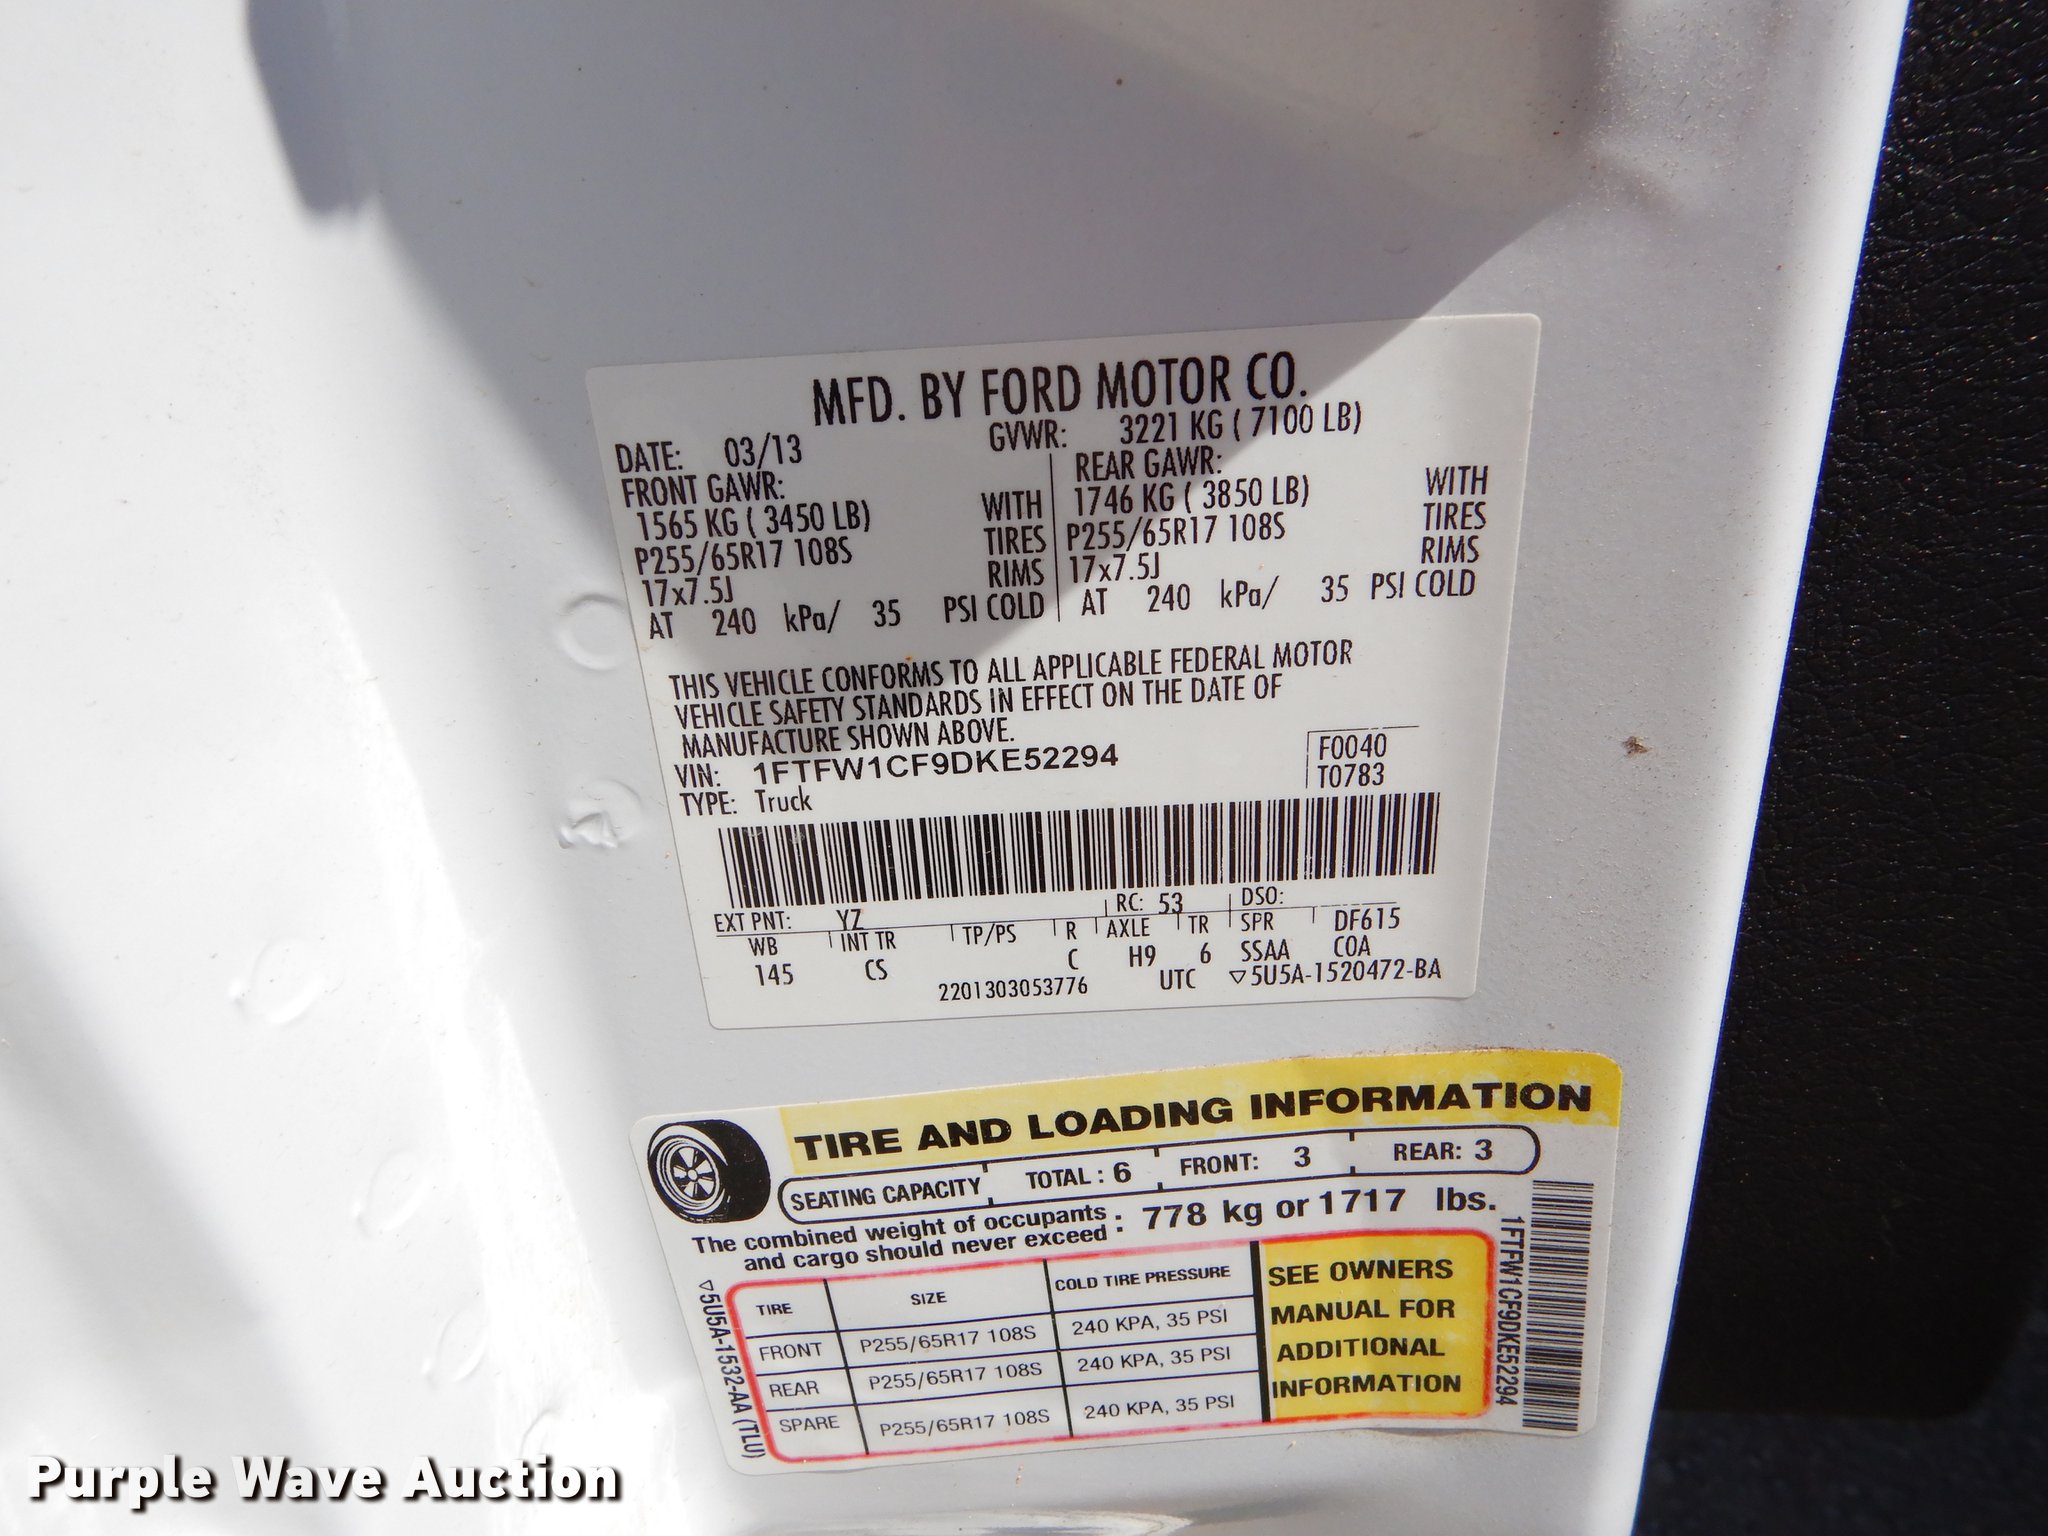 MFD. BY FORD MOTOR CO.
DATE: 03/13 GVWR: 3221 KG ( 7100 LB)
FRONT GAWR: REAR GAWR:
1565 KG ( 3450 LB) WITH 1746 KG ( 3850 LB) WITH
P255/65R17 108S TIRES P255/65R17 108S TIRES
17x7.5J RIMS 17x7.5J RIMS
AT 240 kPa/ 35 PSI COLD AT 240 kPa/ 35 PSI COLD
THIS VEHICLE CONFORMS TO ALL APPLICABLE FEDERAL MOTOR
VEHICLE SAFETY STANDARDS IN EFFECT ON THE DATE OF
MANUFACTURE SHOWN ABOVE.
VIN: 1FTFW1CF9DKE52294 F0040
TYPE: Truck T0783
EXT PNT: YZ RC: 53 DSO:
WB INT TR TP/PS R AXLE TR SPR DF615
145 CS C H9 6 SSAA COA
2201303053776 UTC ▽5U5A-1520472-BA
TIRE AND LOADING INFORMATION
SEATING CAPACITY TOTAL : 6 FRONT: 3 REAR: 3
The combined weight of occupants
and cargo should never exceed : 778 kg or 1717 lbs.
TIRE SIZE COLD TIRE PRESSURE
FRONT P255/65R17 108S 240 KPA, 35 PSI
REAR P255/65R17 108S 240 KPA, 35 PSI
SPARE P255/65R17 108S 240 KPA, 35 PSI
SEE OWNERS
MANUAL FOR
ADDITIONAL
INFORMATION
▽5U5A-1532-AA (TLU)
1FTFW1CF9DKE52294
Purple Wave Auction